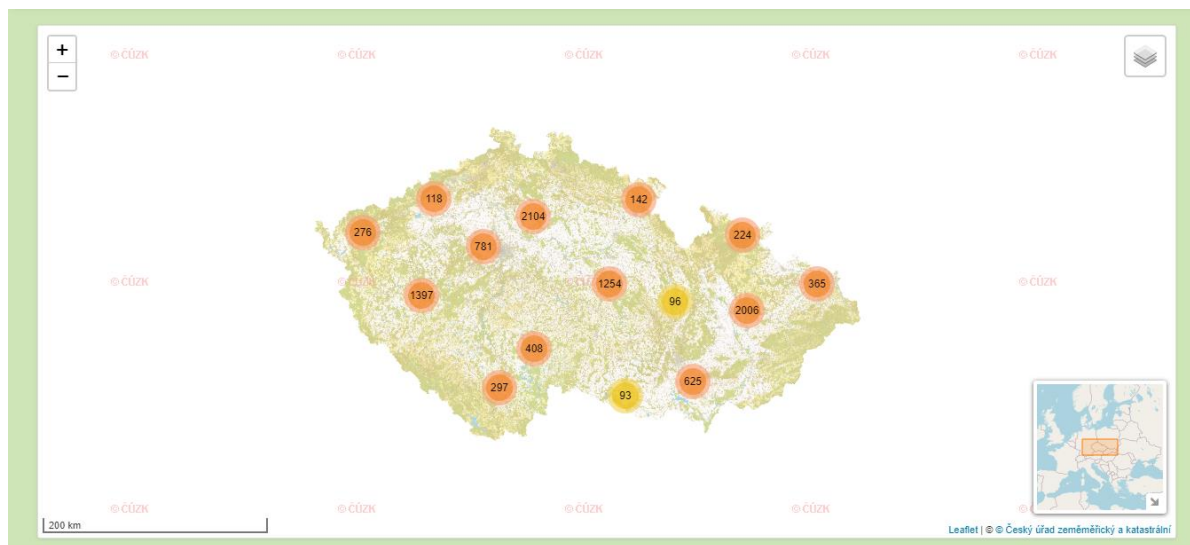 +
−
© ČÚZK
© ČÚZK
© ČÚZK
© ČÚZK
© ČÚZK
118
142
2104
276
224
781
© ČÚZK
1397
1254
365
© ČÚZK
96
2006
408
297
625
93
© ČÚZK
© ČÚZK
© ČÚZK
© ČÚZK
200 km
Leaflet | © © Český úřad zeměměřický a katastrální